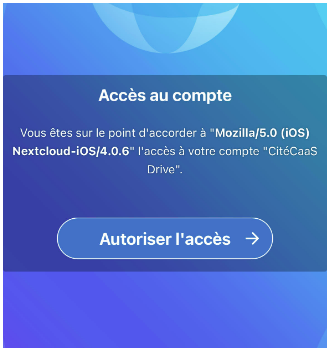 Accès au compte
Vous êtes sur le point d'accorder à "Mozilla/5.0 (iOS)
Nextcloud-iOS/4.0.6" l'accès à votre compte "CitéCaaS
Drive".
Autoriser l'accès